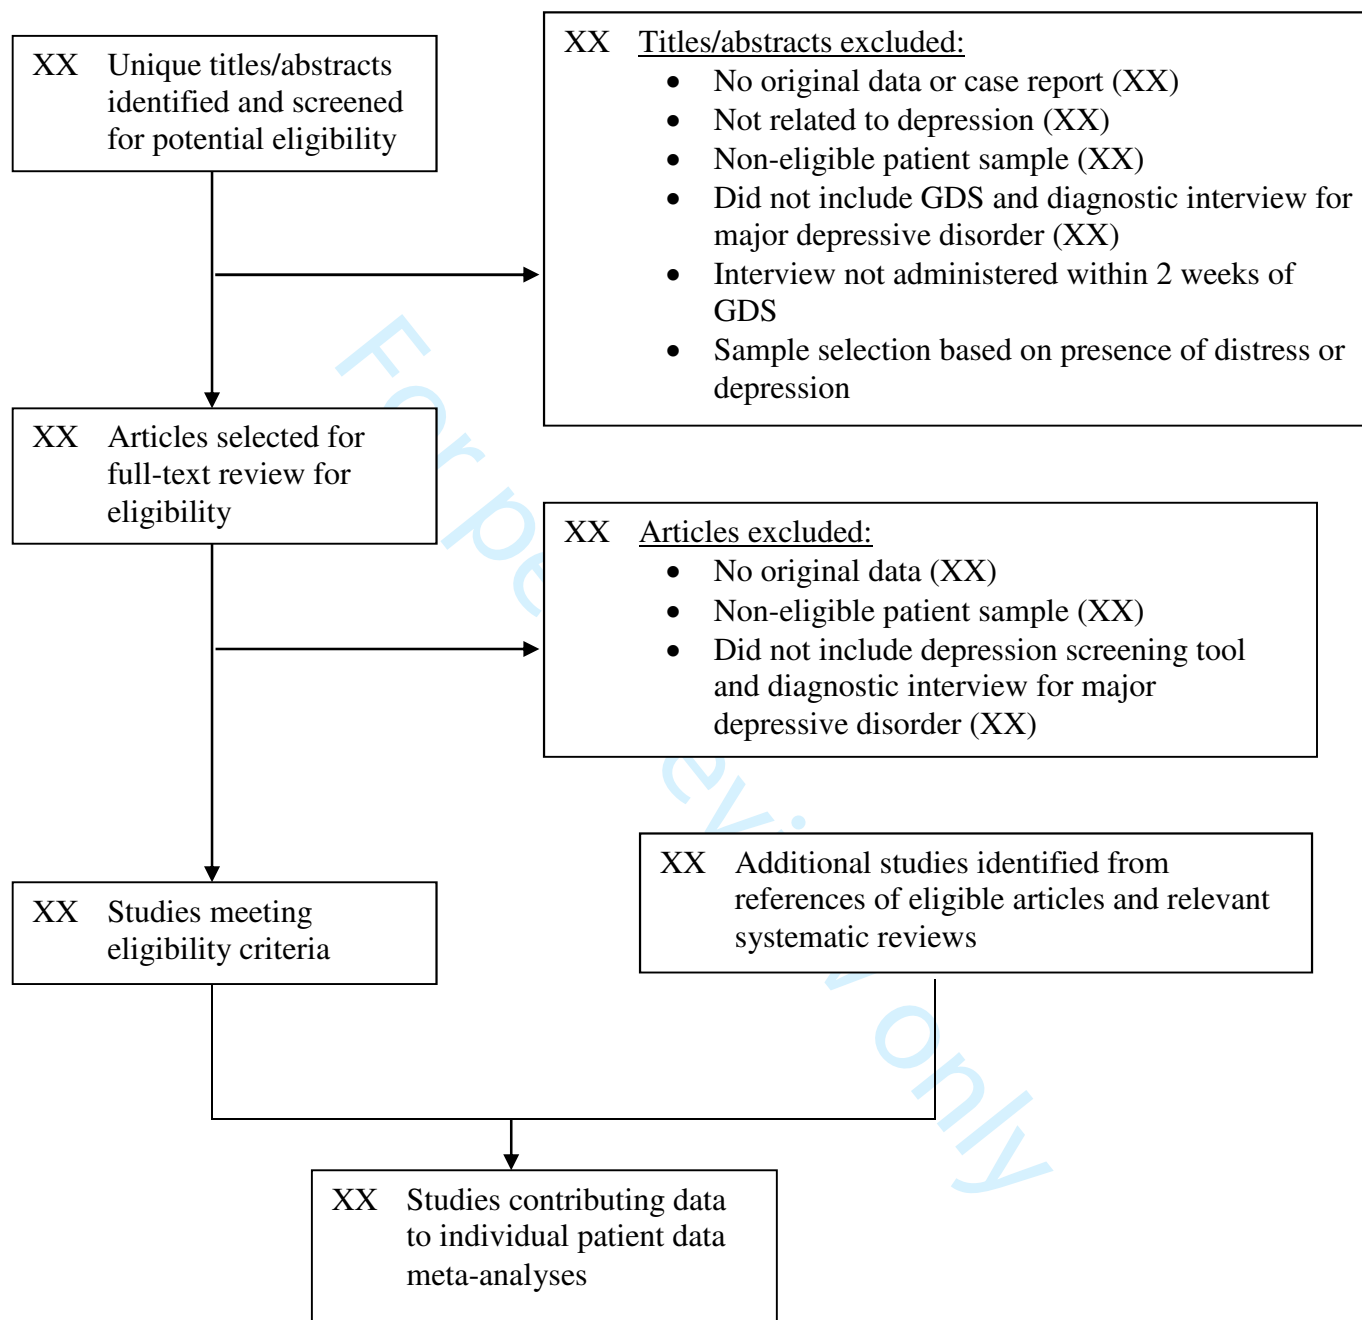 XX Unique titles/abstracts
identified and screened
for potential eligibility
XX Titles/abstracts excluded:
• No original data or case report (XX)
• Not related to depression (XX)
• Non-eligible patient sample (XX)
• Did not include GDS and diagnostic interview for
major depressive disorder (XX)
• Interview not administered within 2 weeks of
GDS
• Sample selection based on presence of distress or
depression
XX Articles selected for
full-text review for
eligibility
XX Articles excluded:
• No original data (XX)
• Non-eligible patient sample (XX)
• Did not include depression screening tool
and diagnostic interview for major
depressive disorder (XX)
XX Additional studies identified from
references of eligible articles and relevant
systematic reviews
XX Studies meeting
eligibility criteria
XX Studies contributing data
to individual patient data
meta-analyses
For peer review only